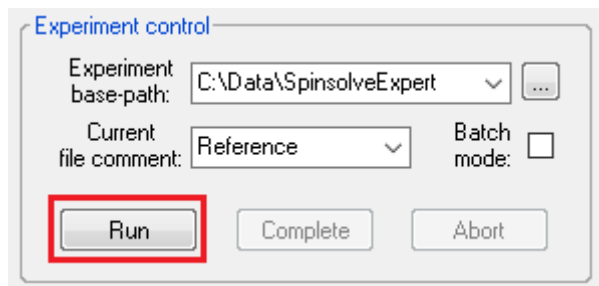 Experiment control
Experiment base-path: C:\Data\SpinsolveExpert ...
Current file comment: Reference Batch mode:
Run Complete Abort